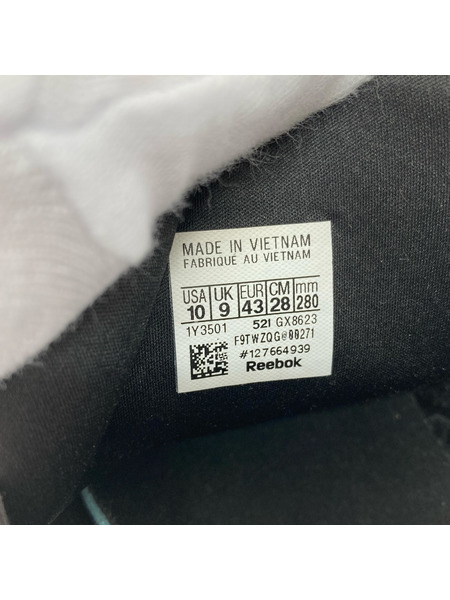 MADE IN VIETNAM
FABRIQUÉ AU VIETNAM
USA UK EUR CM mm
10 9 43 28 280
1Y3501 521 GX8623
F9TWZQG@00271
#127664939
Reebok